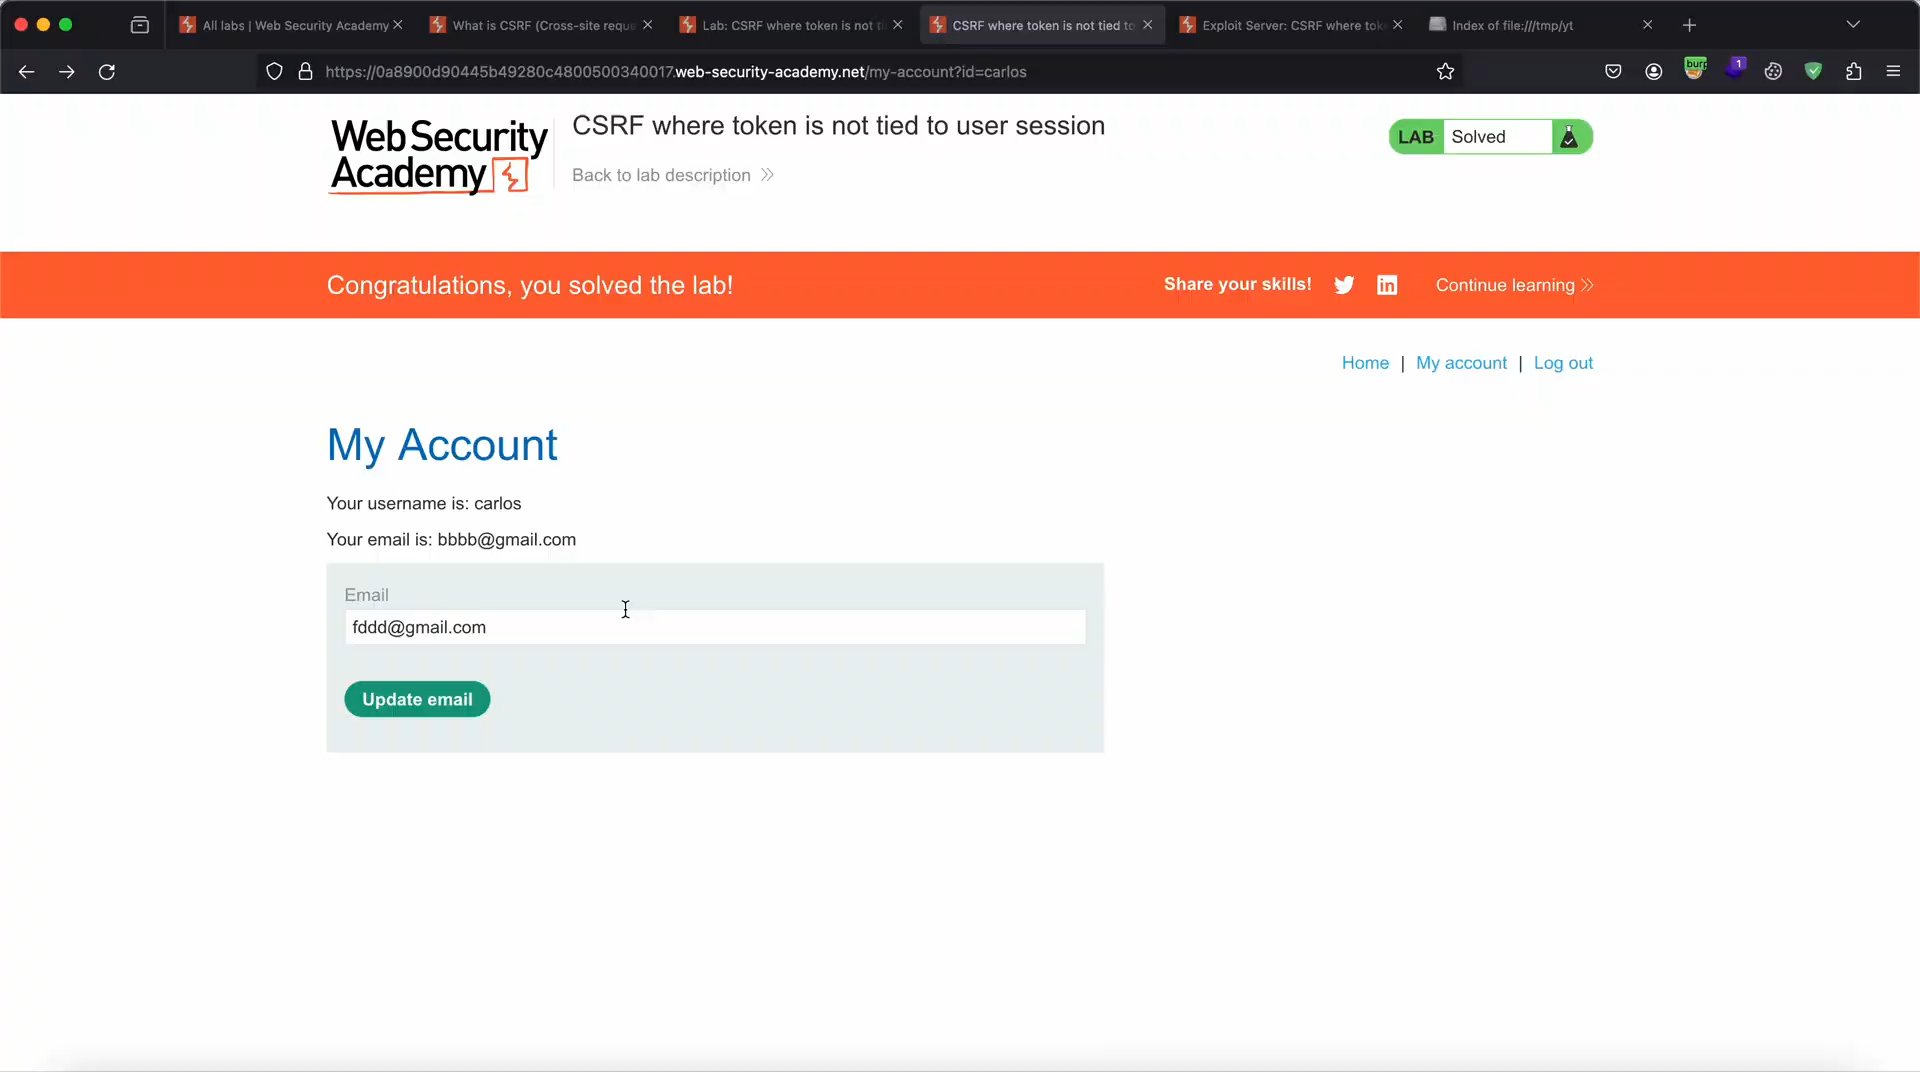 All labs | Web Security Academy
What is CSRF (Cross-site reque
Lab: CSRF where token is not ti
CSRF where token is not tied to
Exploit Server: CSRF where toke
Index of file:///tmp/yt
https://0a8900d90445b49280c4800500340017.web-security-academy.net/my-account?id=carlos
burp
1
Web Security
Academy
CSRF where token is not tied to user session
Back to lab description
LAB Solved
Congratulations, you solved the lab!
Share your skills!
Continue learning
Home | My account | Log out
My Account
Your username is: carlos
Your email is: bbbb@gmail.com
Email
fddd@gmail.com
Update email